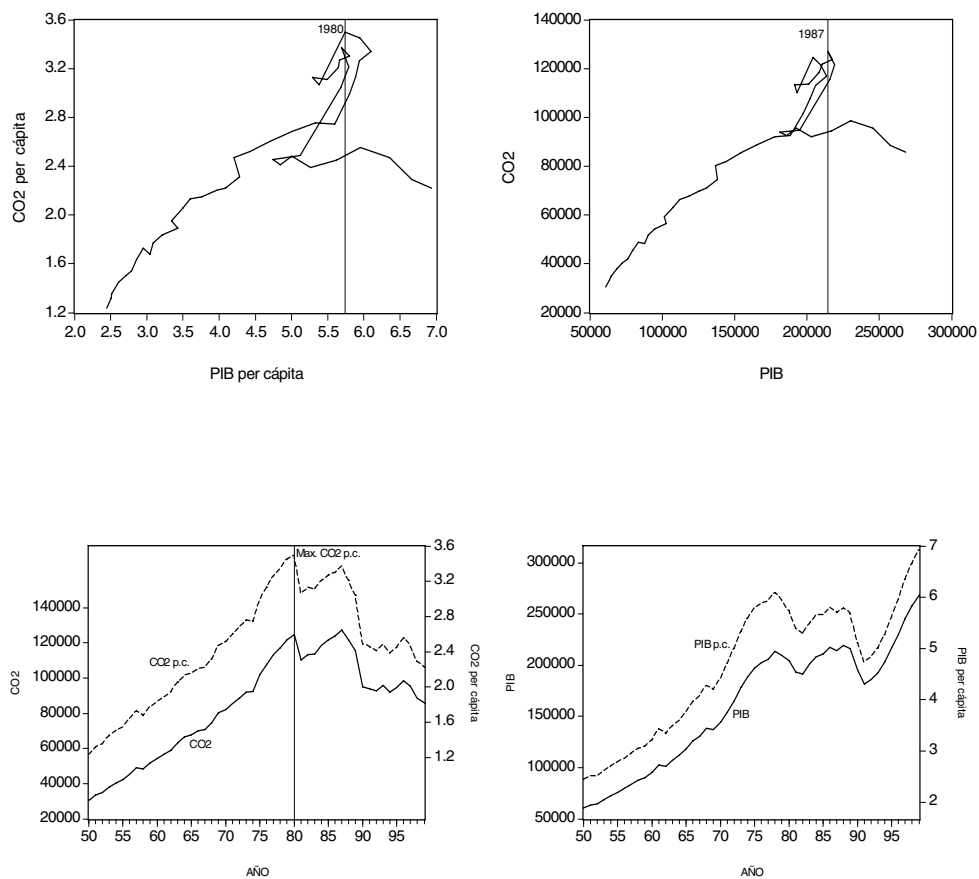 3.6
3.2
2.8
2.4
2.0
1.6
1.2
CO2 per cápita
1980
2.0 2.5 3.0 3.5 4.0 4.5 5.0 5.5 6.0 6.5 7.0
PIB per cápita
140000
120000
100000
80000
60000
40000
20000
CO2
1987
50000 100000 150000 200000 250000 300000
PIB
140000
120000
100000
80000
60000
40000
20000
CO2
3.6
3.2
2.8
2.4
2.0
1.6
1.2
CO2 per cápita
Max. CO2 p.c.
CO2 p.c.
CO2
50 55 60 65 70 75 80 85 90 95
AÑO
300000
250000
200000
150000
100000
50000
PIB
7
6
5
4
3
2
PIB per cápita
PIB p.c.
PIB
50 55 60 65 70 75 80 85 90 95
AÑO